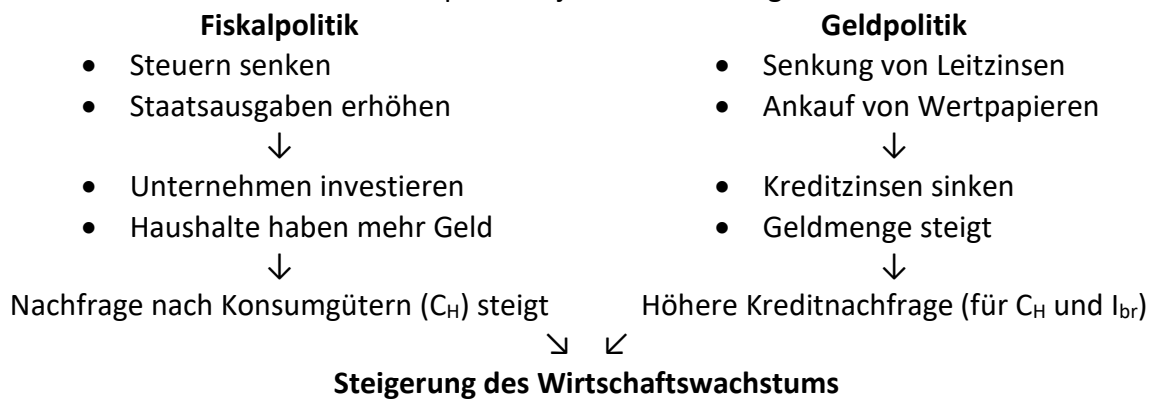 Fiskalpolitik Geldpolitik
• Steuern senken • Senkung von Leitzinsen
• Staatsausgaben erhöhen • Ankauf von Wertpapieren
↓ ↓
• Unternehmen investieren • Kreditzinsen sinken
• Haushalte haben mehr Geld • Geldmenge steigt
↓ ↓
Nachfrage nach Konsumgütern (CH) steigt Höhere Kreditnachfrage (für CH und Ibr)
↘ ↙
Steigerung des Wirtschaftswachstums